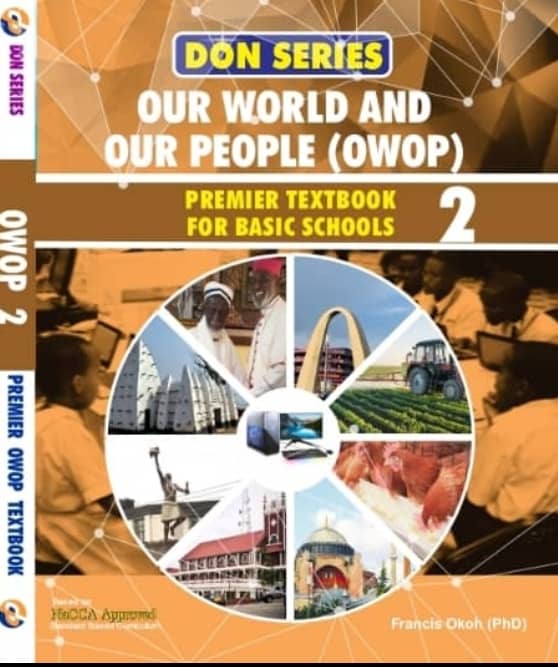 DON SERIES
OWOP 2
PREMIER OWOP TEXTBOOK
DON SERIES
OUR WORLD AND
OUR PEOPLE (OWOP)
PREMIER TEXTBOOK
FOR BASIC SCHOOLS
2
Based on
NaCCA Approved
Standard Based Curriculum
Francis Okoh (PhD)